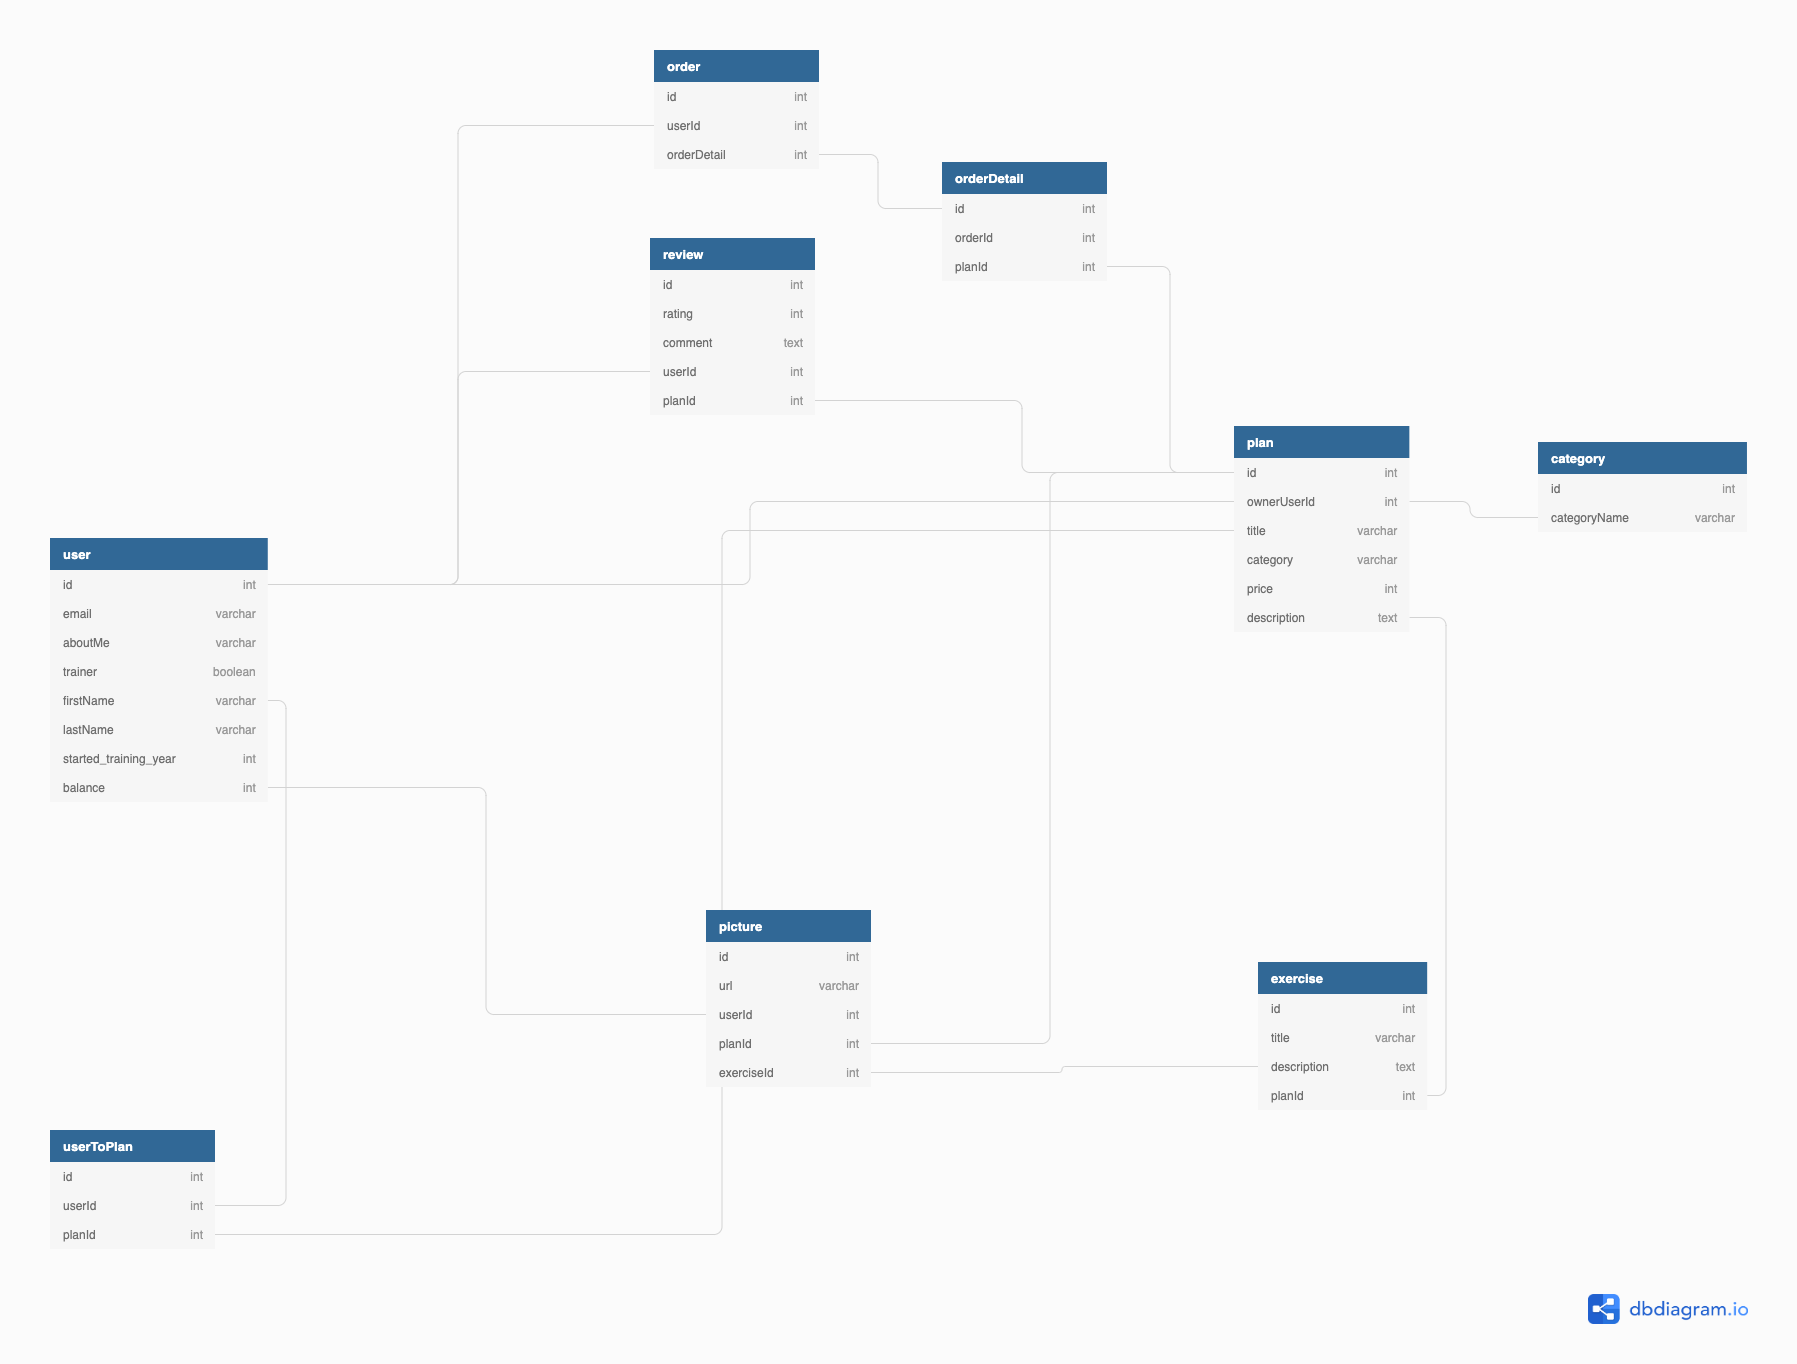 order
id int
userId int
orderDetail int
orderDetail
id int
orderId int
planId int
review
id int
rating int
comment text
userId int
planId int
plan
id int
ownerUserId int
title varchar
category varchar
price int
description text
category
id int
categoryName varchar
user
id int
email varchar
aboutMe varchar
trainer boolean
firstName varchar
lastName varchar
started_training_year int
balance int
picture
id int
url varchar
userId int
planId int
exerciseId int
exercise
id int
title varchar
description text
planId int
userToPlan
id int
userId int
planId int
dbdiagram.io